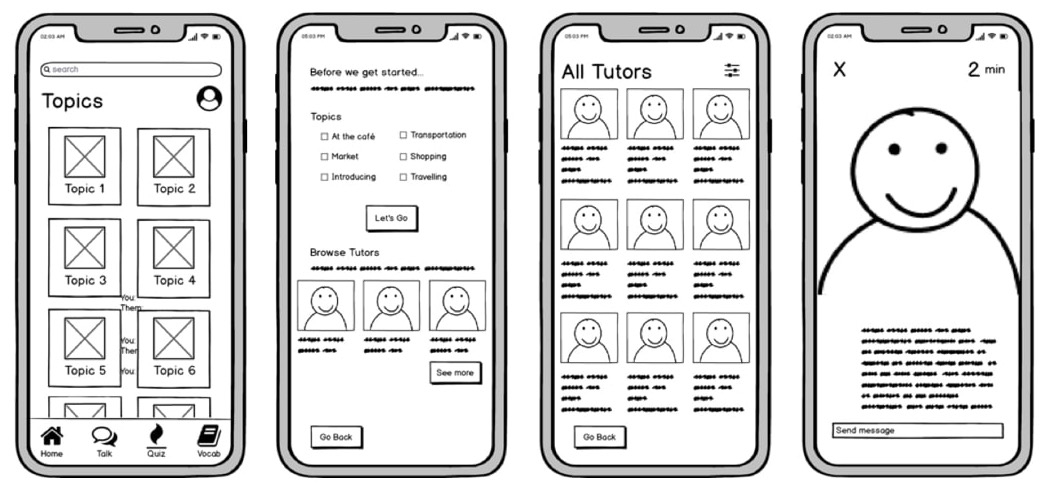 02:03 AM
search
Topics
Topic 1
Topic 2
Topic 3
Topic 4
You:
Them:
You:
Them
You:
Topic 5
Topic 6
Home
Talk
Quiz
Vocab
05:03 PM
Before we get started...
Topics
At the café
Transportation
Market
Shopping
Introducing
Travelling
Let's Go
Browse Tutors
See more
Go Back
05:03 PM
All Tutors
Go Back
02:03 AM
X
2 min
Send message